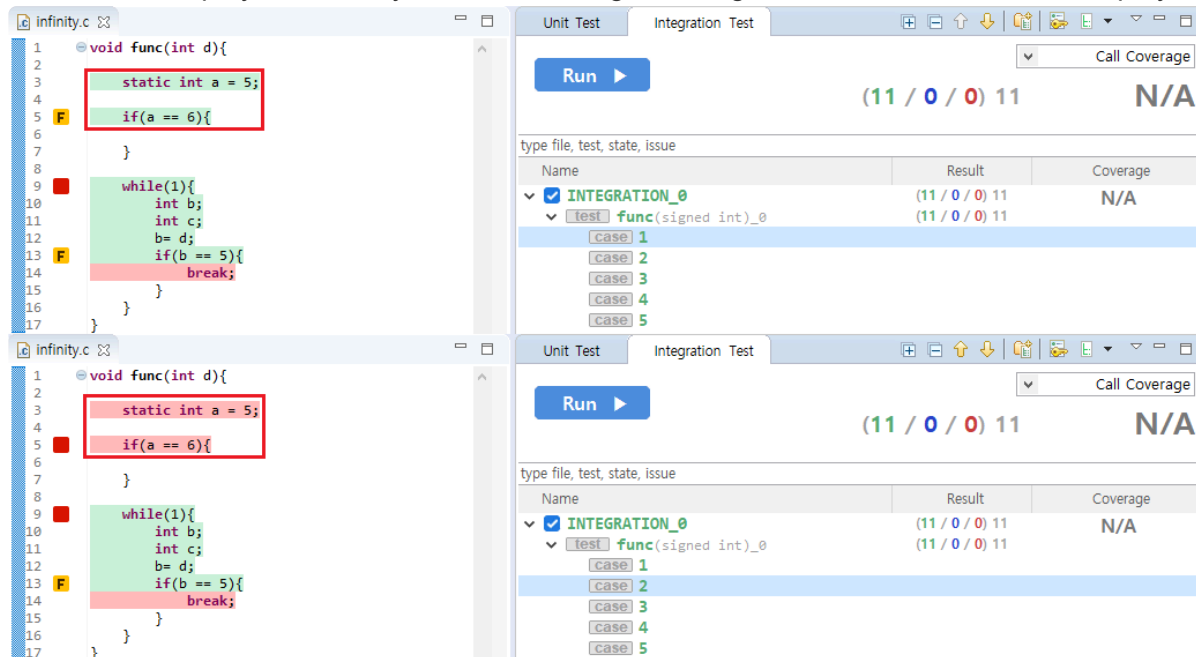 infinity.c
1 void func(int d){
2
3 static int a = 5;
4
5 F if(a == 6){
6
7 }
8
9 while(1){
10 int b;
11 int c;
12 b= d;
13 F if(b == 5){
14 break;
15 }
16 }
17 }
Unit Test Integration Test
Call Coverage
Run
(11 / 0 / 0) 11 N/A
type file, test, state, issue
Name Result Coverage
INTEGRATION_0 (11 / 0 / 0) 11 N/A
test func(signed int)_0 (11 / 0 / 0) 11
case 1
case 2
case 3
case 4
case 5
infinity.c
1 void func(int d){
2
3 static int a = 5;
4
5 if(a == 6){
6
7 }
8
9 while(1){
10 int b;
11 int c;
12 b= d;
13 F if(b == 5){
14 break;
15 }
16 }
17 }
Unit Test Integration Test
Call Coverage
Run
(11 / 0 / 0) 11 N/A
type file, test, state, issue
Name Result Coverage
INTEGRATION_0 (11 / 0 / 0) 11 N/A
test func(signed int)_0 (11 / 0 / 0) 11
case 1
case 2
case 3
case 4
case 5